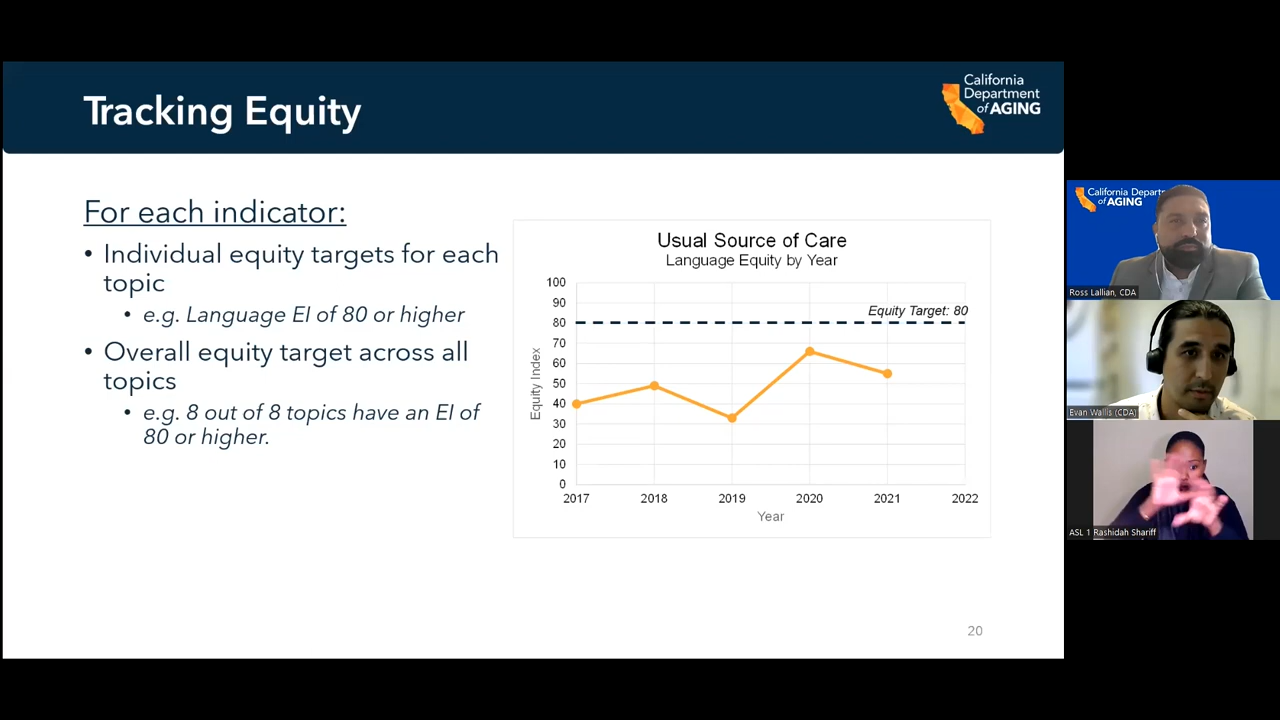 Tracking Equity
California
Department
of AGING
For each indicator:
• Individual equity targets for each
topic
• e.g. Language EI of 80 or higher
• Overall equity target across all
topics
• e.g. 8 out of 8 topics have an EI of
80 or higher.
Usual Source of Care
Language Equity by Year
Equity Target: 80
Equity Index
100
90
80
70
60
50
40
30
20
10
0
2017 2018 2019 2020 2021 2022
Year
20
California Depar
of AGING
Ross Lallian, CDA
Evan Wallis (CDA)
ASL 1 Rashidah Shariff